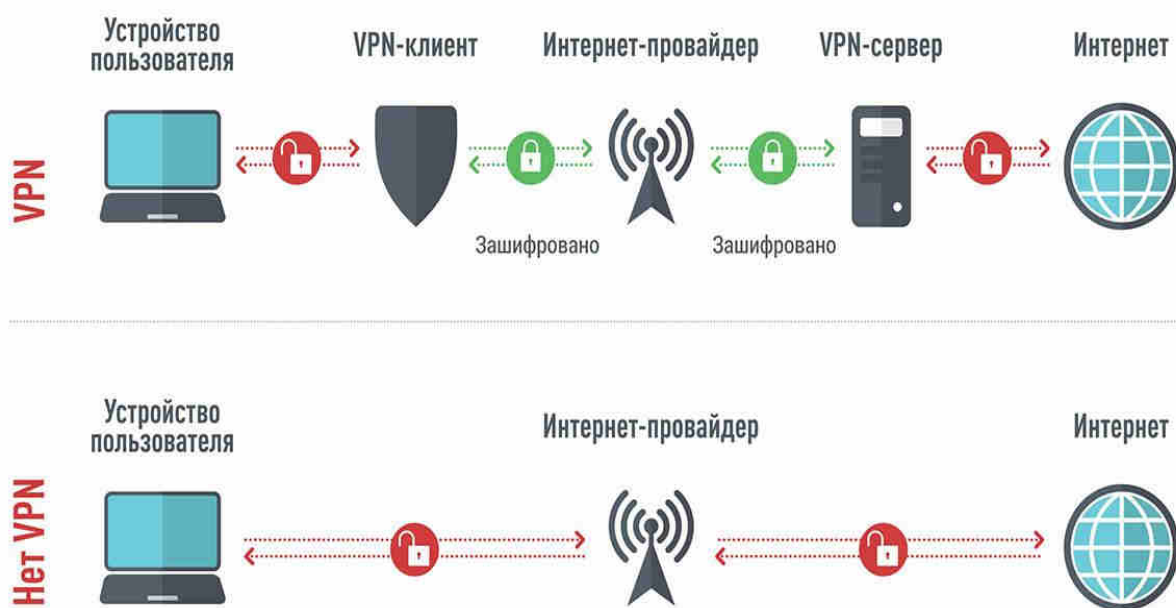 Устройство
пользователя
VPN-клиент
Интернет-провайдер
VPN-сервер
Интернет
VPN
Зашифровано
Зашифровано
Устройство
пользователя
Интернет-провайдер
Интернет
Нет VPN